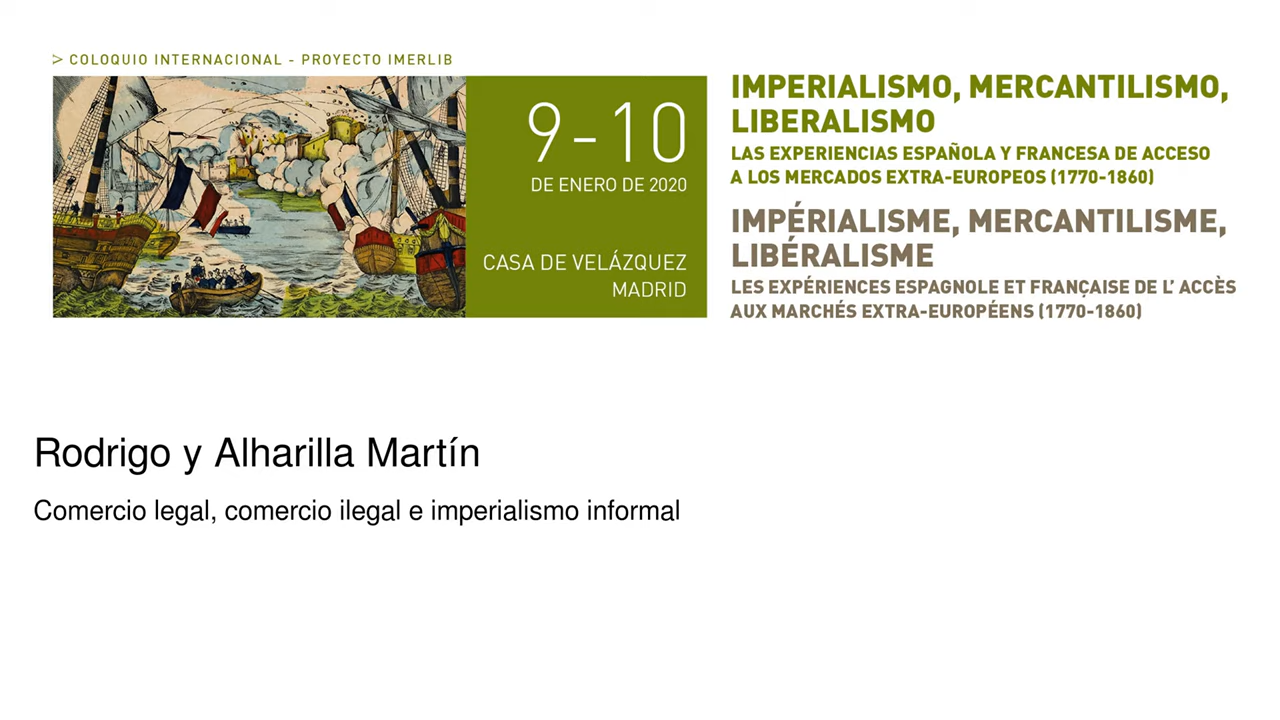 > COLOQUIO INTERNACIONAL - PROYECTO IMERLIB
9-10
DE ENERO DE 2020
CASA DE VELÁZQUEZ
MADRID
IMPERIALISMO, MERCANTILISMO,
LIBERALISMO
LAS EXPERIENCIAS ESPAÑOLA Y FRANCESA DE ACCESO
A LOS MERCADOS EXTRA-EUROPEOS (1770-1860)
IMPÉRIALISME, MERCANTILISME,
LIBÉRALISME
LES EXPÉRIENCES ESPAGNOLE ET FRANÇAISE DE L' ACCÈS
AUX MARCHÉS EXTRA-EUROPÉENS (1770-1860)
Rodrigo y Alharilla Martín
Comercio legal, comercio ilegal e imperialismo informal